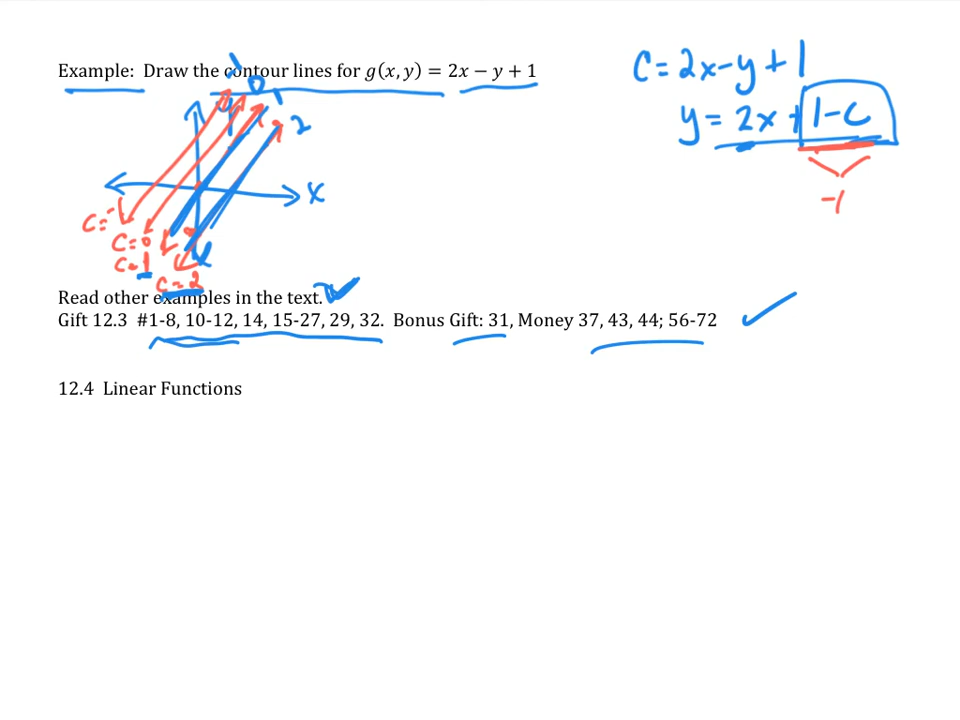 Example: Draw the contour lines for g(x, y) = 2x − y + 1
C = 2x − y + 1
y = 2x + 1 − C
−1
0
1
2
y
x
C = −1
C = 0
C = 1
C = 2
Read other examples in the text.
Gift 12.3 #1-8, 10-12, 14, 15-27, 29, 32. Bonus Gift: 31, Money 37, 43, 44; 56-72
12.4 Linear Functions